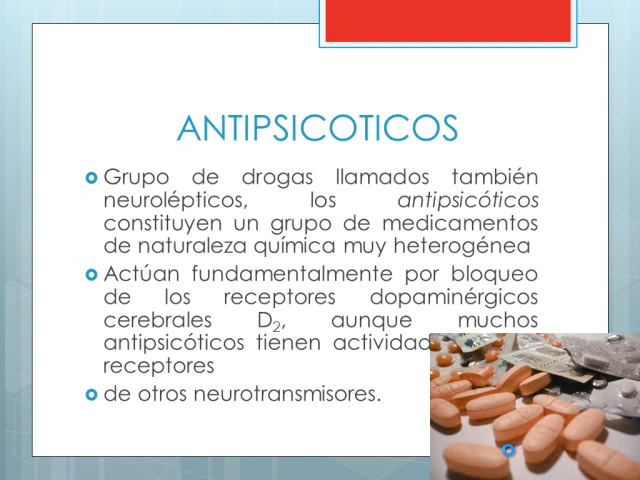 ANTIPSICOTICOS
Grupo de drogas llamados también
neurolépticos, los antipsicóticos
constituyen un grupo de medicamentos
de naturaleza química muy heterogénea
Actúan fundamentalmente por bloqueo
de los receptores dopaminérgicos
cerebrales D2, aunque muchos
antipsicóticos tienen actividad
receptores
de otros neurotransmisores.